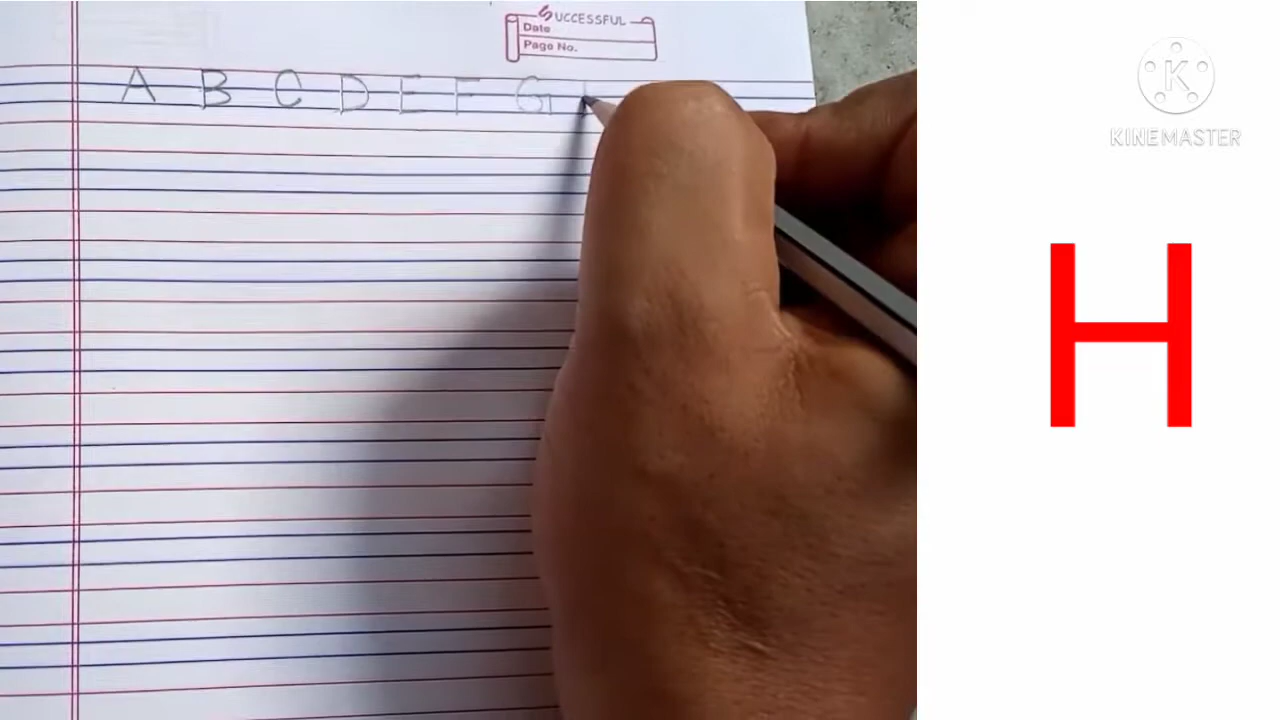 SUCCESSFUL
Date
Page No.
A B C D E F G
K
KINEMASTER
H